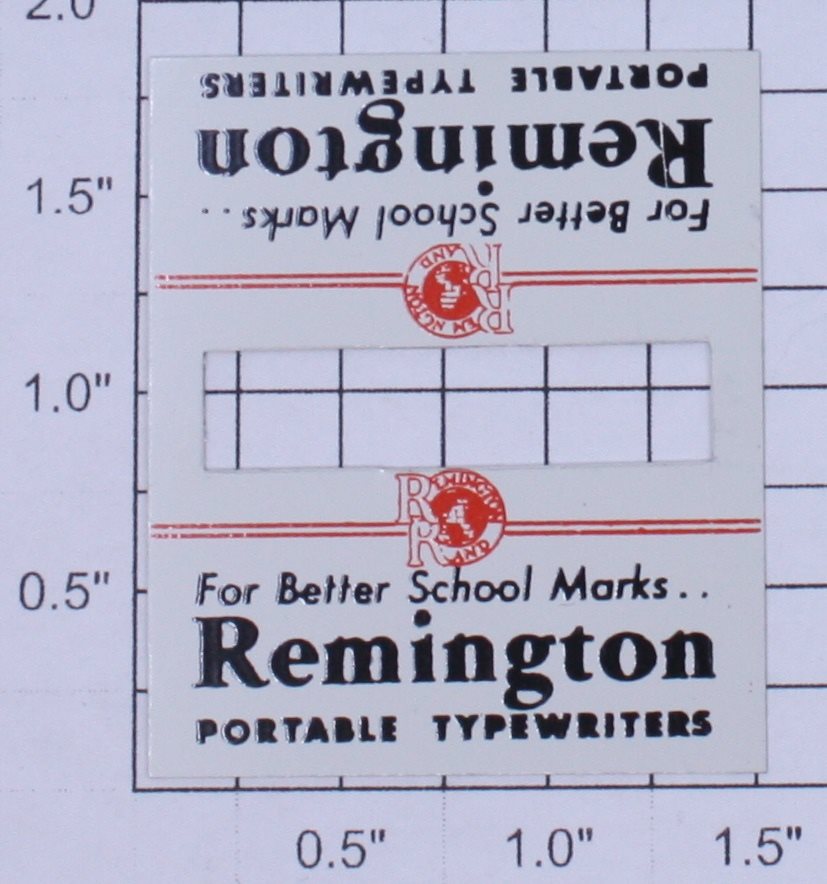 2.0
PORTABLE TYPEWRITERS
Remington
For Better School Marks..
1.5"
RAND
R
R
REMINGTON
1.0"
REMINGTON
R
R
RAND
0.5"
For Better School Marks..
Remington
PORTABLE TYPEWRITERS
0.5" 1.0" 1.5"